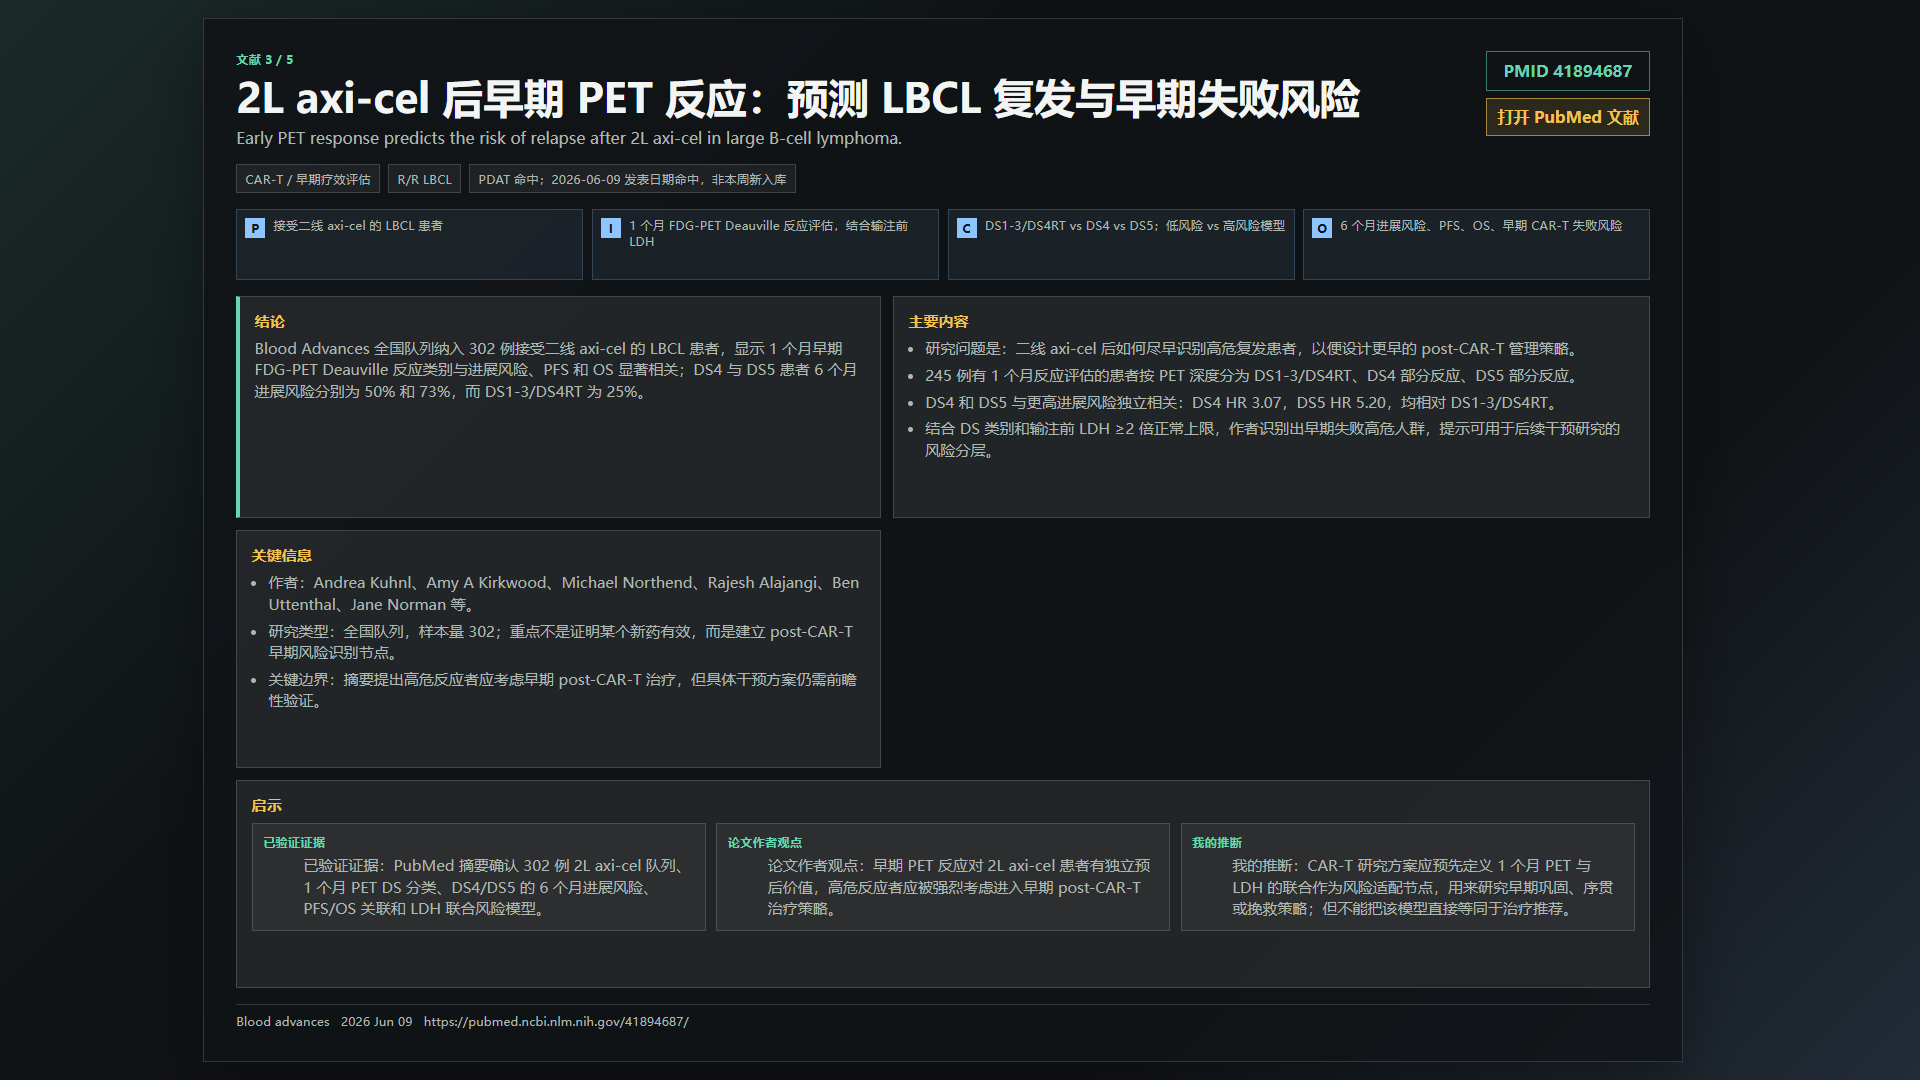 文献 3 / 5
2L axi-cel 后早期 PET 反应：预测 LBCL 复发与早期失败风险
Early PET response predicts the risk of relapse after 2L axi-cel in large B-cell lymphoma.
PMID 41894687
打开 PubMed 文献
CAR-T / 早期疗效评估
R/R LBCL
PDAT 命中；2026-06-09 发表日期命中，非本周新入库
P
接受二线 axi-cel 的 LBCL 患者
I
1 个月 FDG-PET Deauville 反应评估，结合输注前
LDH
C
DS1-3/DS4RT vs DS4 vs DS5；低风险 vs 高风险模型
O
6 个月进展风险、PFS、OS、早期 CAR-T 失败风险
结论
Blood Advances 全国队列纳入 302 例接受二线 axi-cel 的 LBCL 患者，显示 1 个月早期
FDG-PET Deauville 反应类别与进展风险、PFS 和 OS 显著相关；DS4 与 DS5 患者 6 个月
进展风险分别为 50% 和 73%，而 DS1-3/DS4RT 为 25%。
主要内容
• 研究问题是：二线 axi-cel 后如何尽早识别高危复发患者，以便设计更早的 post-CAR-T 管理策略。
• 245 例有 1 个月反应评估的患者按 PET 深度分为 DS1-3/DS4RT、DS4 部分反应、DS5 部分反应。
• DS4 和 DS5 与更高进展风险独立相关：DS4 HR 3.07，DS5 HR 5.20，均相对 DS1-3/DS4RT。
• 结合 DS 类别和输注前 LDH ≥2 倍正常上限，作者识别出早期失败高危人群，提示可用于后续干预研究的
风险分层。
关键信息
• 作者：Andrea Kuhnl、Amy A Kirkwood、Michael Northend、Rajesh Alajangi、Ben
Uttenthal、Jane Norman 等。
• 研究类型：全国队列，样本量 302；重点不是证明某个新药有效，而是建立 post-CAR-T
早期风险识别节点。
• 关键边界：摘要提出高危反应者应考虑早期 post-CAR-T 治疗，但具体干预方案仍需前瞻
性验证。
启示
已验证证据
已验证证据：PubMed 摘要确认 302 例 2L axi-cel 队列、
1 个月 PET DS 分类、DS4/DS5 的 6 个月进展风险、
PFS/OS 关联和 LDH 联合风险模型。
论文作者观点
论文作者观点：早期 PET 反应对 2L axi-cel 患者有独立预
后价值，高危反应者应被强烈考虑进入早期 post-CAR-T
治疗策略。
我的推断
我的推断：CAR-T 研究方案应预先定义 1 个月 PET 与
LDH 的联合作为风险适配节点，用来研究早期巩固、序贯
或挽救策略；但不能把该模型直接等同于治疗推荐。
Blood advances 2026 Jun 09 https://pubmed.ncbi.nlm.nih.gov/41894687/